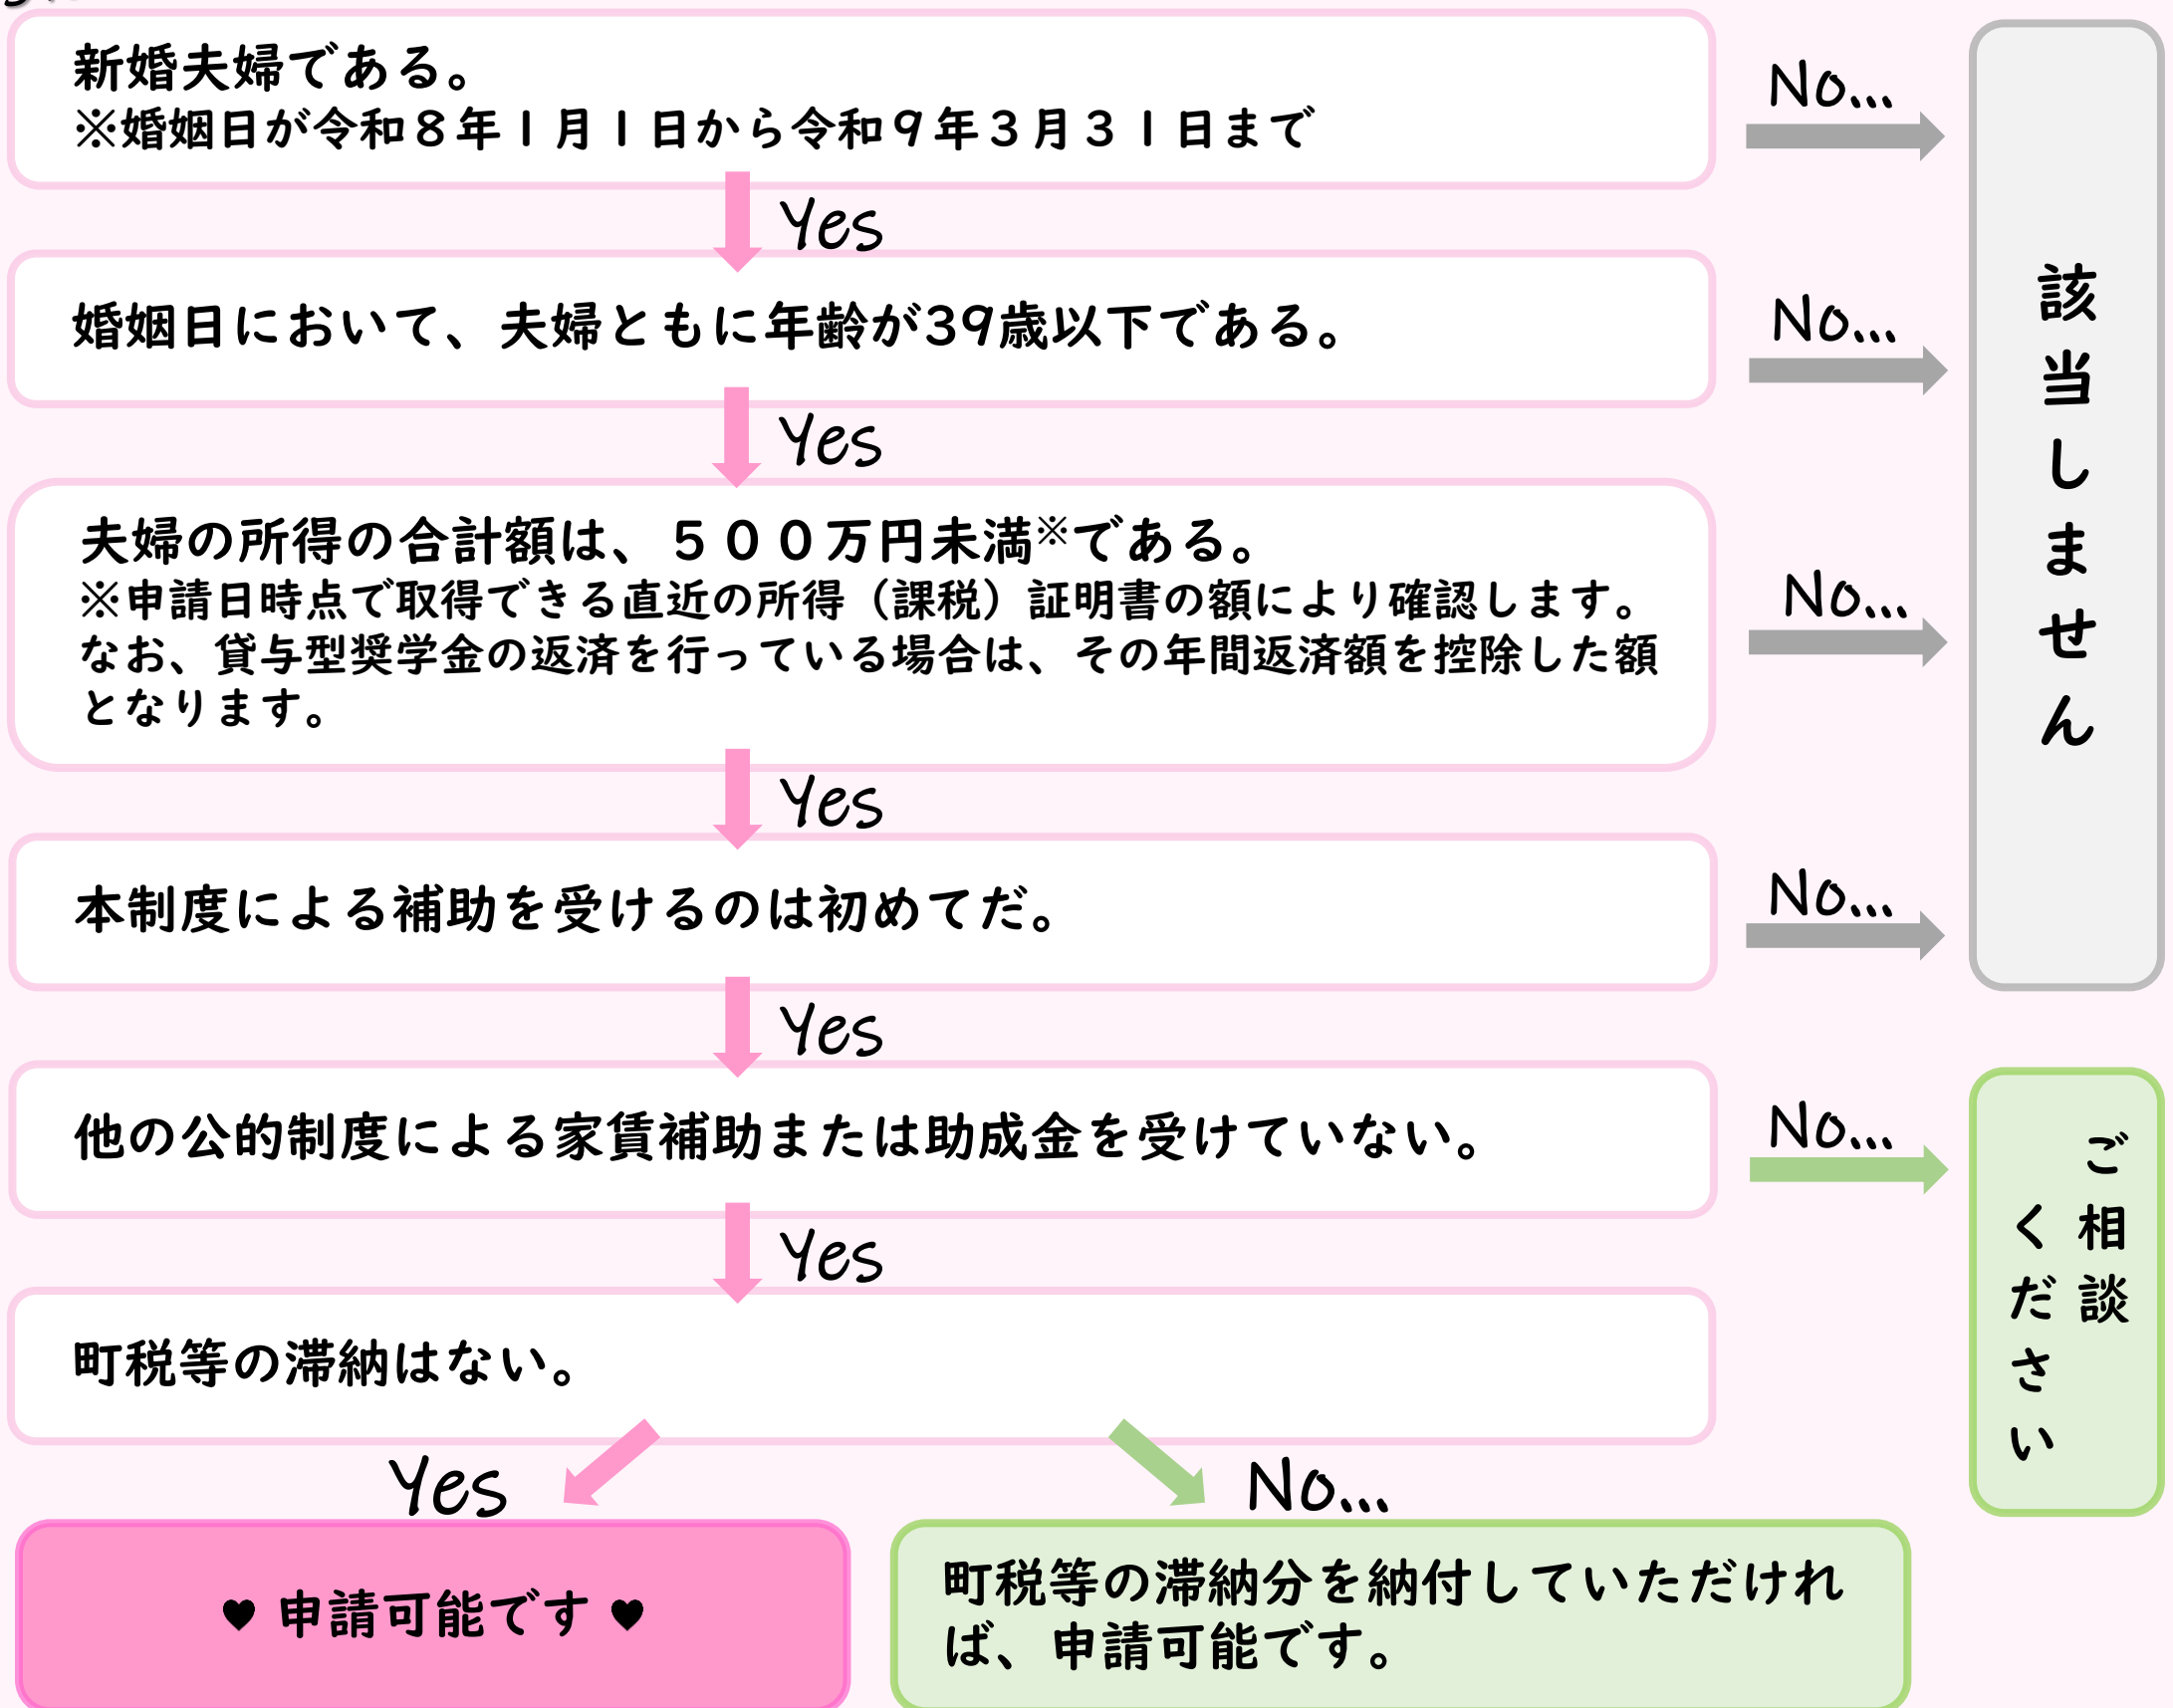 新婚夫婦である。
※婚姻日が令和８年１月１日から令和９年３月３１日まで
No...
Yes
婚姻日において、夫婦ともに年齢が39歳以下である。
No...
Yes
夫婦の所得の合計額は、５００万円未満※である。
※申請日時点で取得できる直近の所得（課税）証明書の額により確認します。
なお、貸与型奨学金の返済を行っている場合は、その年間返済額を控除した額
となります。
No...
Yes
本制度による補助を受けるのは初めてだ。
No...
該当しません
Yes
他の公的制度による家賃補助または助成金を受けていない。
No...
ご相談
ください
Yes
町税等の滞納はない。
Yes
No...
♥ 申請可能です ♥
町税等の滞納分を納付していただけれ
ば、申請可能です。